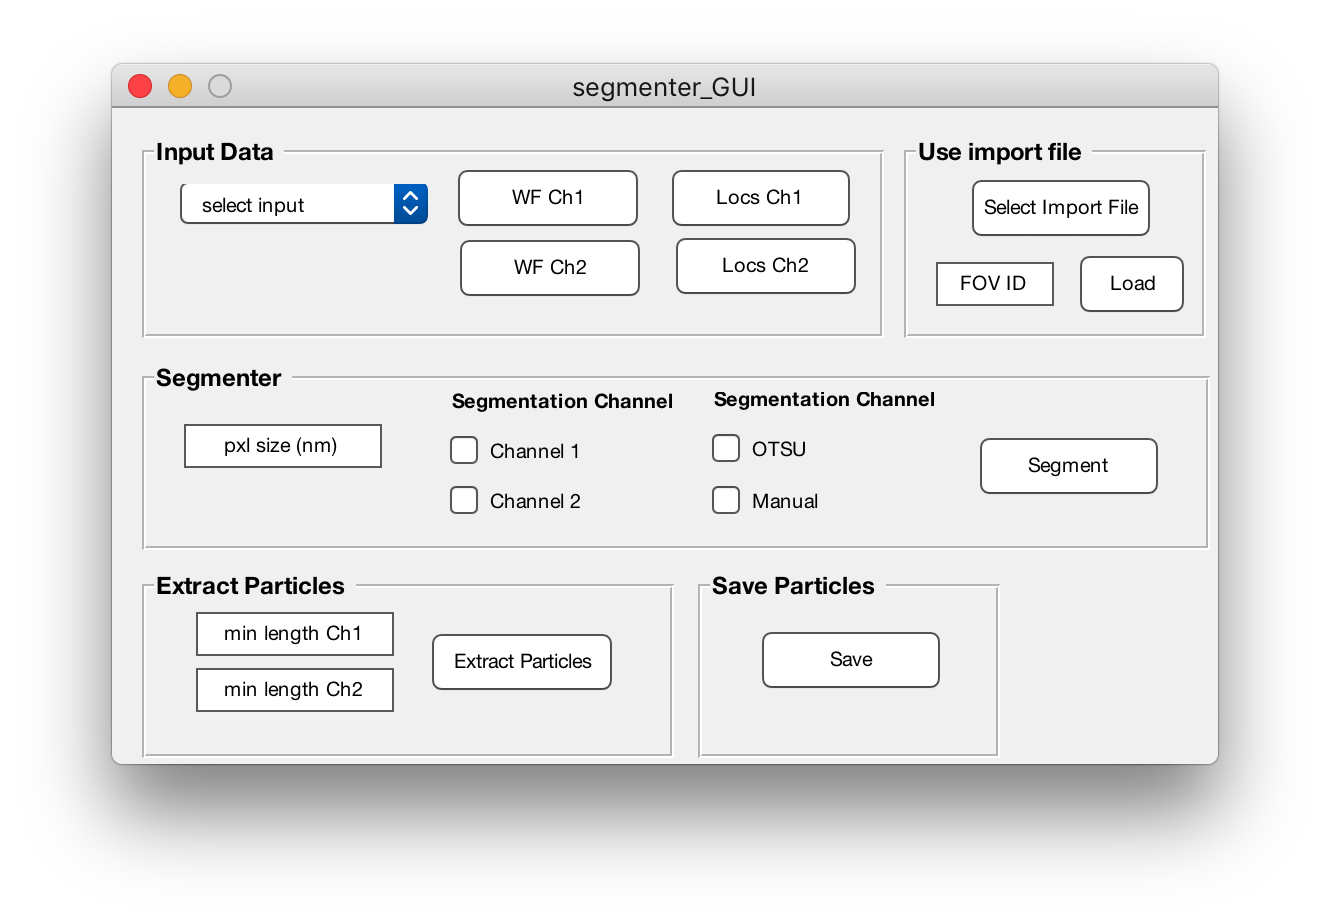 segmenter_GUI
Input Data
select input
WF Ch1
Locs Ch1
WF Ch2
Locs Ch2
Use import file
Select Import File
FOV ID
Load
Segmenter
pxl size (nm)
Segmentation Channel
Channel 1
Channel 2
Segmentation Channel
OTSU
Manual
Segment
Extract Particles
min length Ch1
min length Ch2
Extract Particles
Save Particles
Save